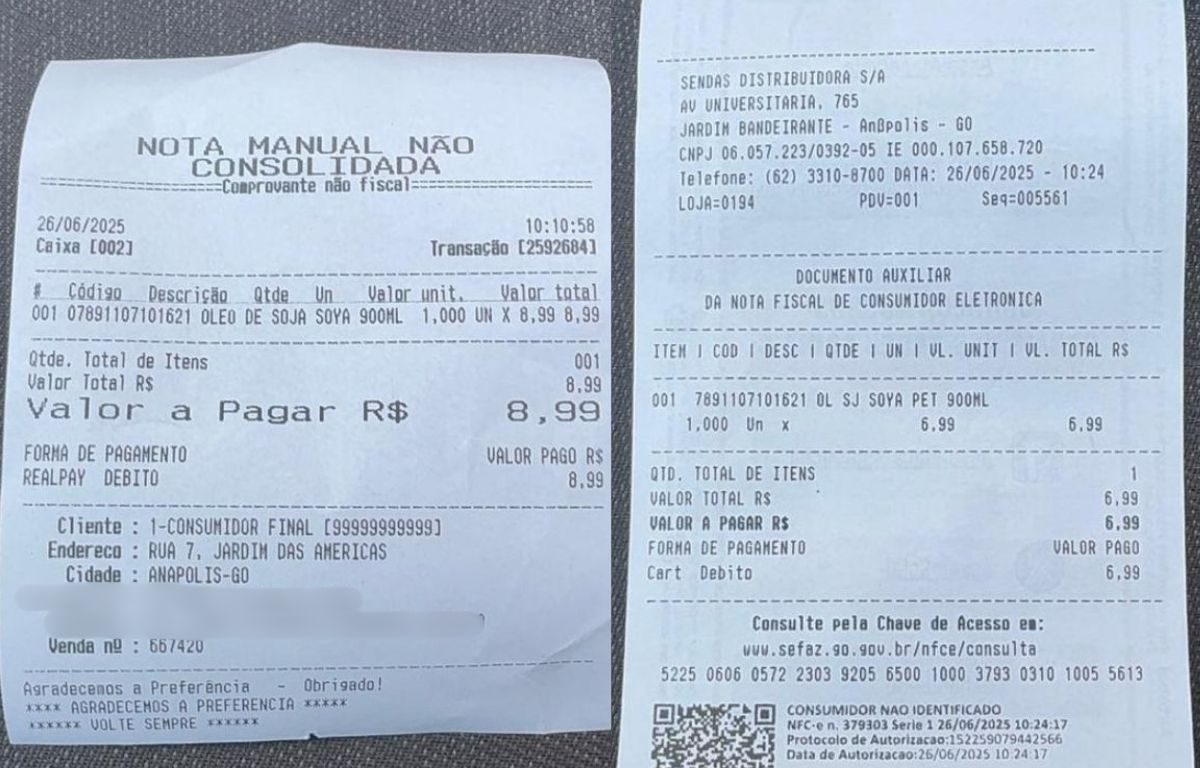 NOTA MANUAL NÃO
CONSOLIDADA
==========Comprovante não fiscal==========
26/06/2025 10:10:58
Caixa [002] Transação [2592684]
# Código Descrição Qtde Un Valor unit. Valor total
001 07891107101621 OLEO DE SOJA SOYA 900ML 1,000 UN X 8,99 8,99
Qtde. Total de Itens 001
Valor Total R$ 8,99
Valor a Pagar R$ 8,99
FORMA DE PAGAMENTO VALOR PAGO R$
REALPAY DEBITO 8,99
Cliente : 1-CONSUMIDOR FINAL [99999999999]
Endereco : RUA 7, JARDIM DAS AMERICAS
Cidade : ANAPOLIS-GO
Venda nº : 667420
Agradecemos a Preferência - Obrigado!
**** AGRADECEMOS A PREFERENCIA *****
****** VOLTE SEMPRE ******
SENDAS DISTRIBUIDORA S/A
AV UNIVERSITARIA, 765
JARDIM BANDEIRANTE - Anßpolis - GO
CNPJ 06.057.223/0392-05 IE 000.107.658.720
Telefone: (62) 3310-8700 DATA: 26/06/2025 - 10:24
LOJA=0194 PDV=001 Seq=005561
DOCUMENTO AUXILIAR
DA NOTA FISCAL DE CONSUMIDOR ELETRONICA
ITEM | COD | DESC | QTDE | UN | VL. UNIT | VL. TOTAL R$
001 7891107101621 OL SJ SOYA PET 900ML
1,000 Un x 6,99 6,99
QTD. TOTAL DE ITENS 1
VALOR TOTAL R$ 6,99
VALOR A PAGAR R$ 6,99
FORMA DE PAGAMENTO VALOR PAGO
Cart Debito 6,99
Consulte pela Chave de Acesso em:
www.sefaz.go.gov.br/nfce/consulta
5225 0606 0572 2303 9205 6500 1000 3793 0310 1005 5613
CONSUMIDOR NAO IDENTIFICADO
NFC-e n. 379303 Serie 1 26/06/2025 10:24:17
Protocolo de Autorizacao:152259079442566
Data de Autorizacao:26/06/2025 10:24:17